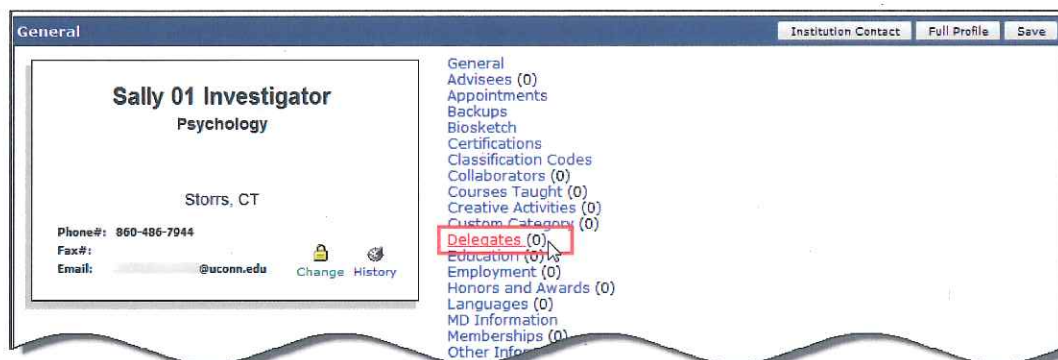 General
Institution Contact Full Profile Save
Sally 01 Investigator
Psychology
Storrs, CT
Phone#: 860-486-7944
Fax#:
Email: @uconn.edu
Change History
General
Advisees (0)
Appointments
Backups
Biosketch
Certifications
Classification Codes
Collaborators (0)
Courses Taught (0)
Creative Activities (0)
Custom Category (0)
Delegates (0)
Education (0)
Employment (0)
Honors and Awards (0)
Languages (0)
MD Information
Memberships (0)
Other